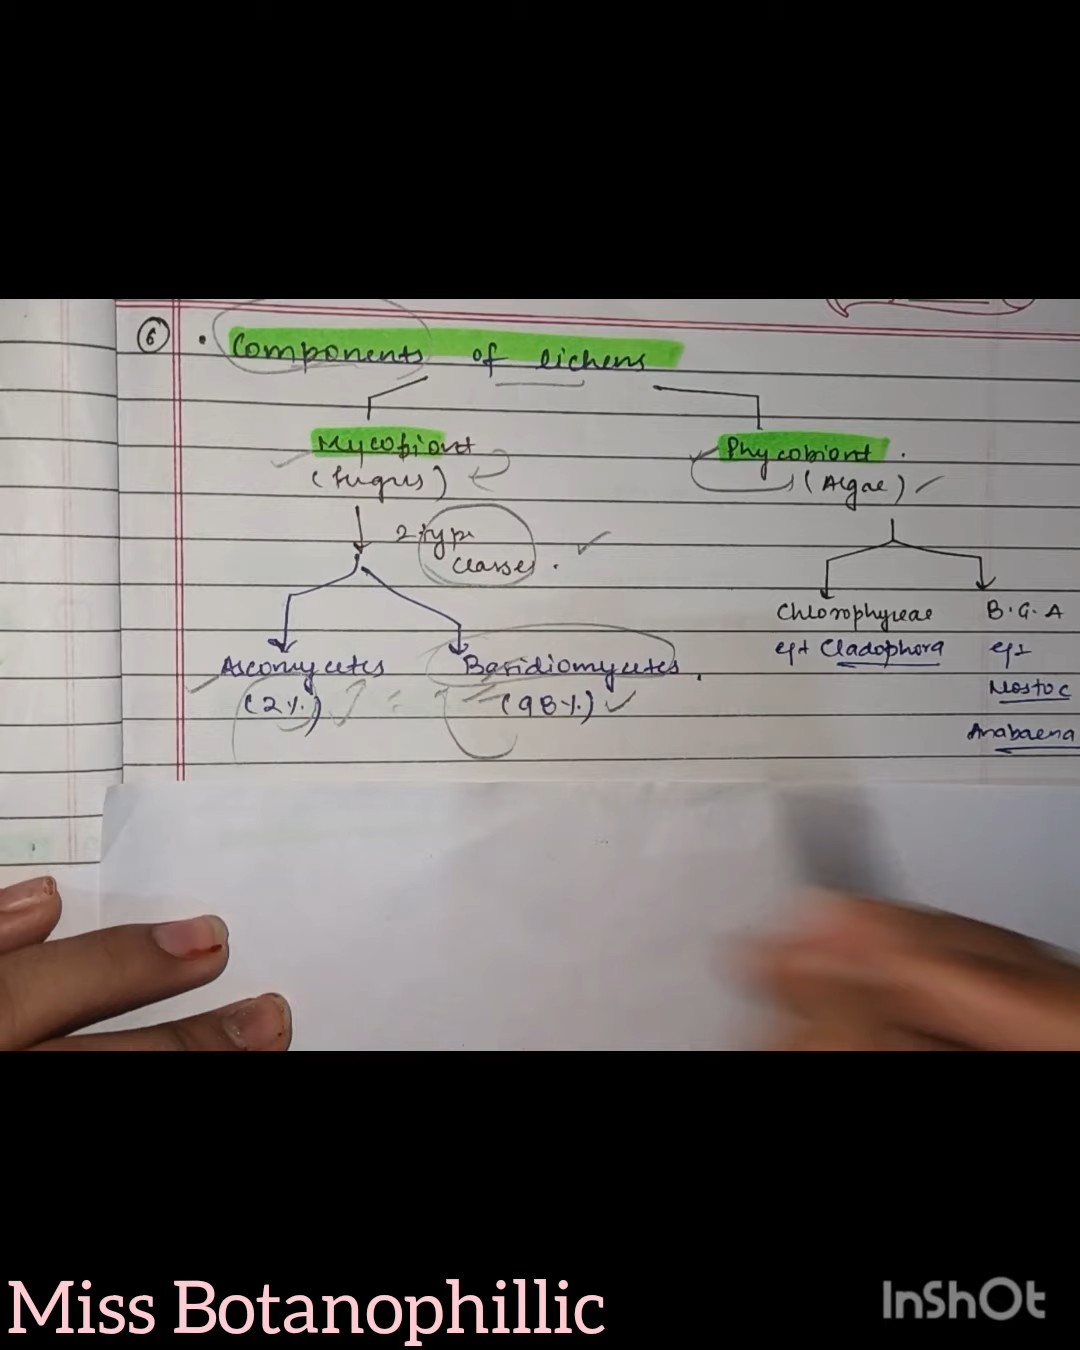 6 • Components of lichens
Mycobiont Phycobiont .
(fugus) (Algae)
2 type
classes .
Chlorophyceae B.G.A
Ascomycetes Basidiomycetes . eg+ Cladophora eg+
(2%.) (98%.) Nostoc
Anabaena
Miss Botanophillic InShOt